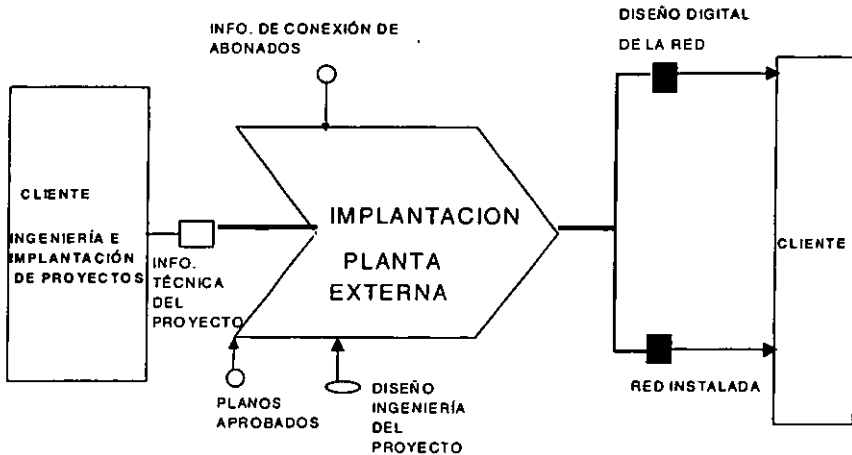 INFO. DE CONEXIÓN DE
ABONADOS
DISEÑO DIGITAL
DE LA RED
CLIENTE
INGENIERÍA E
IMPLANTACIÓN
DE PROYECTOS
INFO.
TÉCNICA
DEL
PROYECTO
IMPLANTACION
PLANTA
EXTERNA
CLIENTE
PLANOS
APROBADOS
DISEÑO
INGENIERÍA
DEL
PROYECTO
RED INSTALADA